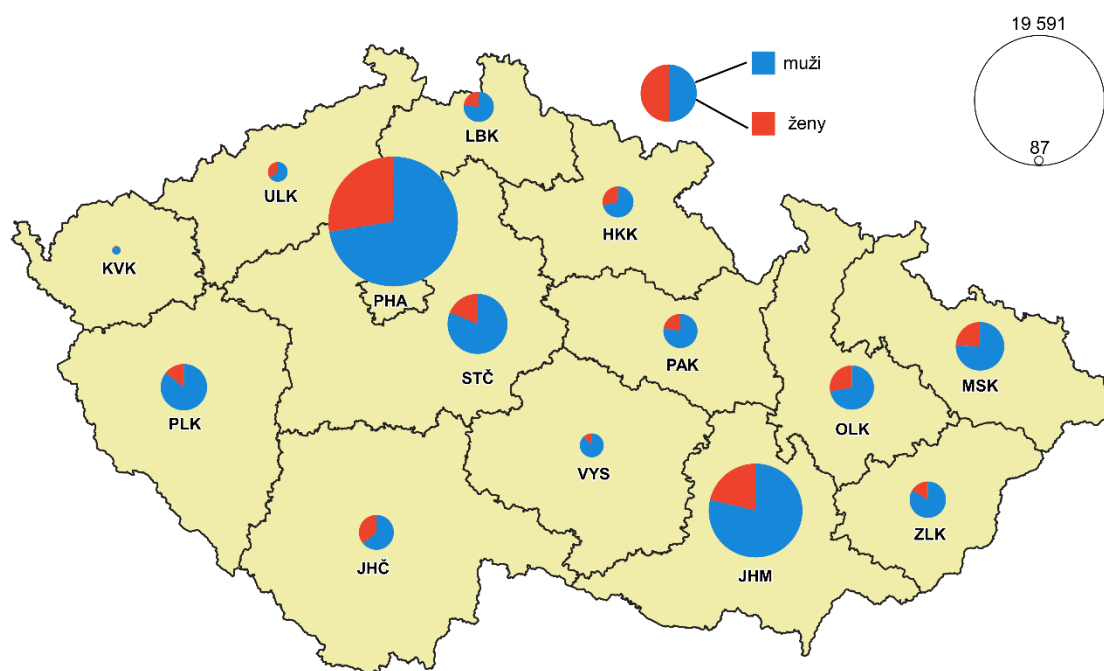 19 591
muži
ženy
87
LBK
ULK
HKK
KVK
PHA
STČ
PAK
MSK
PLK
OLK
VYS
ZLK
JHČ
JHM